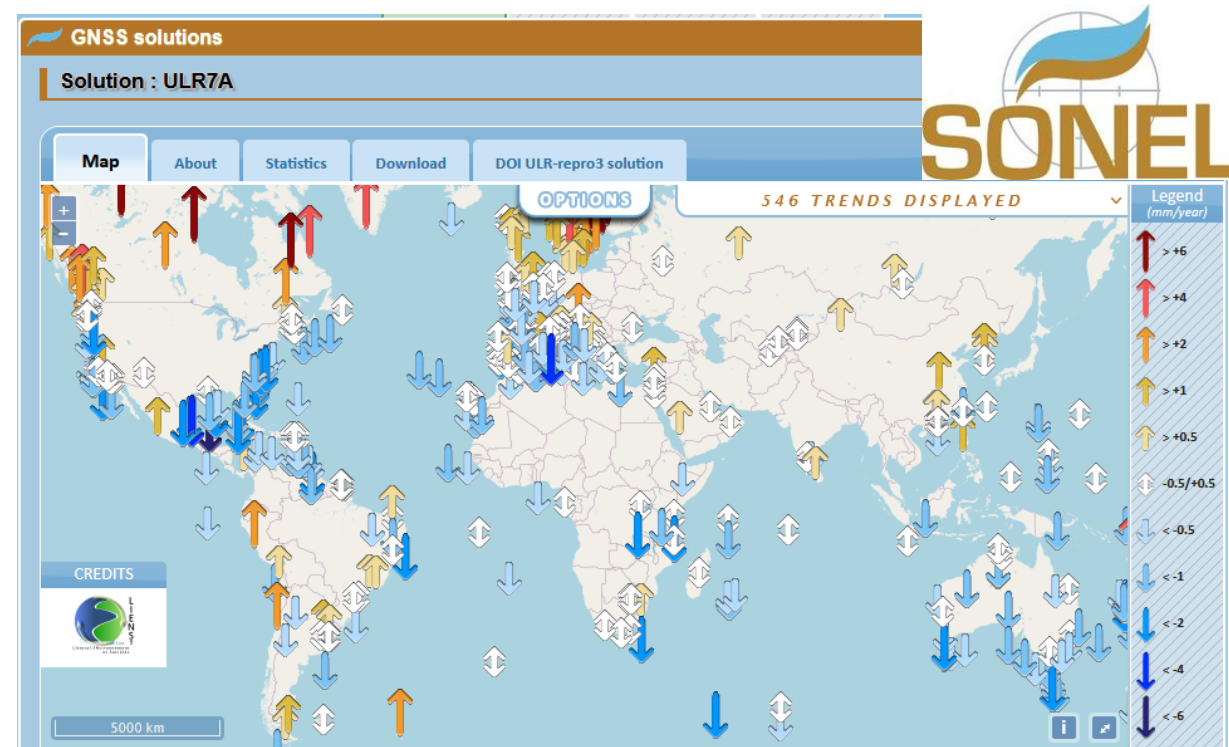 GNSS solutions
Solution : ULR7A
SONEL
Map
About
Statistics
Download
DOI ULR-repro3 solution
+
−
OPTIONS
546 TRENDS DISPLAYED
Legend
(mm/year)
> +6
> +4
> +2
> +1
> +0.5
-0.5/+0.5
< -0.5
< -1
< -2
< -4
< -6
CREDITS
LIENSs
5000 km
i